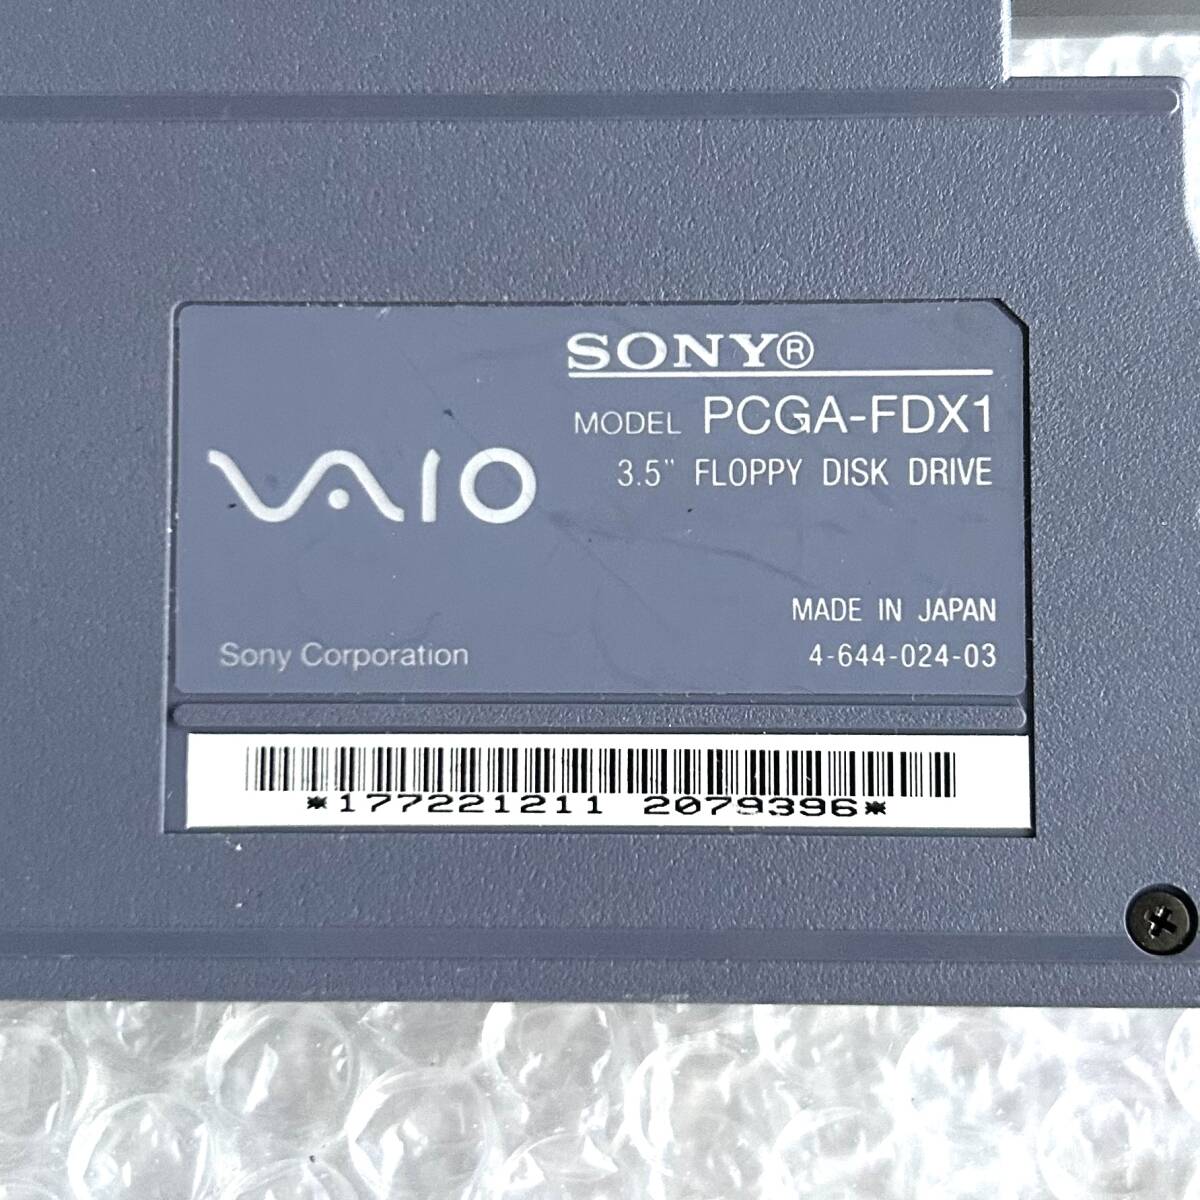 SONY®
MODEL PCGA-FDX1
VAIO
3.5" FLOPPY DISK DRIVE
MADE IN JAPAN
Sony Corporation
4-644-024-03
*177221211 2079396*